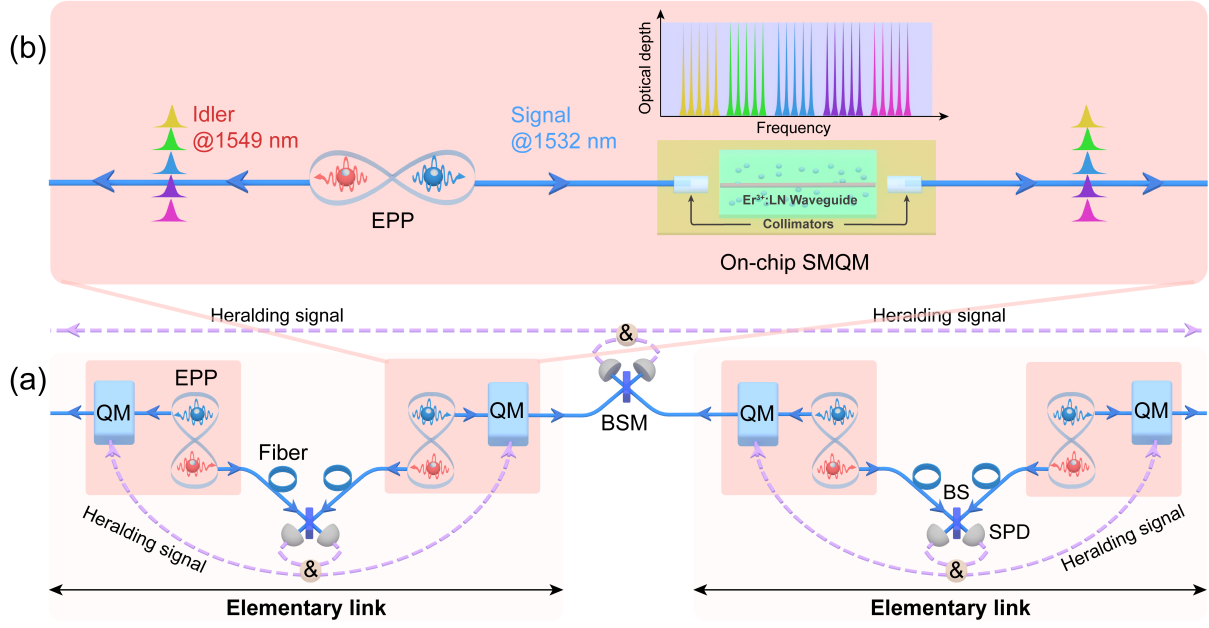 (b)
Optical depth
Frequency
Idler
@1549 nm
Signal
@1532 nm
EPP
Er³⁺:LN Waveguide
Collimators
On-chip SMQM
Heralding signal
&
Heralding signal
(a)
EPP
QM
QM
BSM
QM
QM
Fiber
BS
SPD
Heralding signal
&
&
Heralding signal
Elementary link
Elementary link